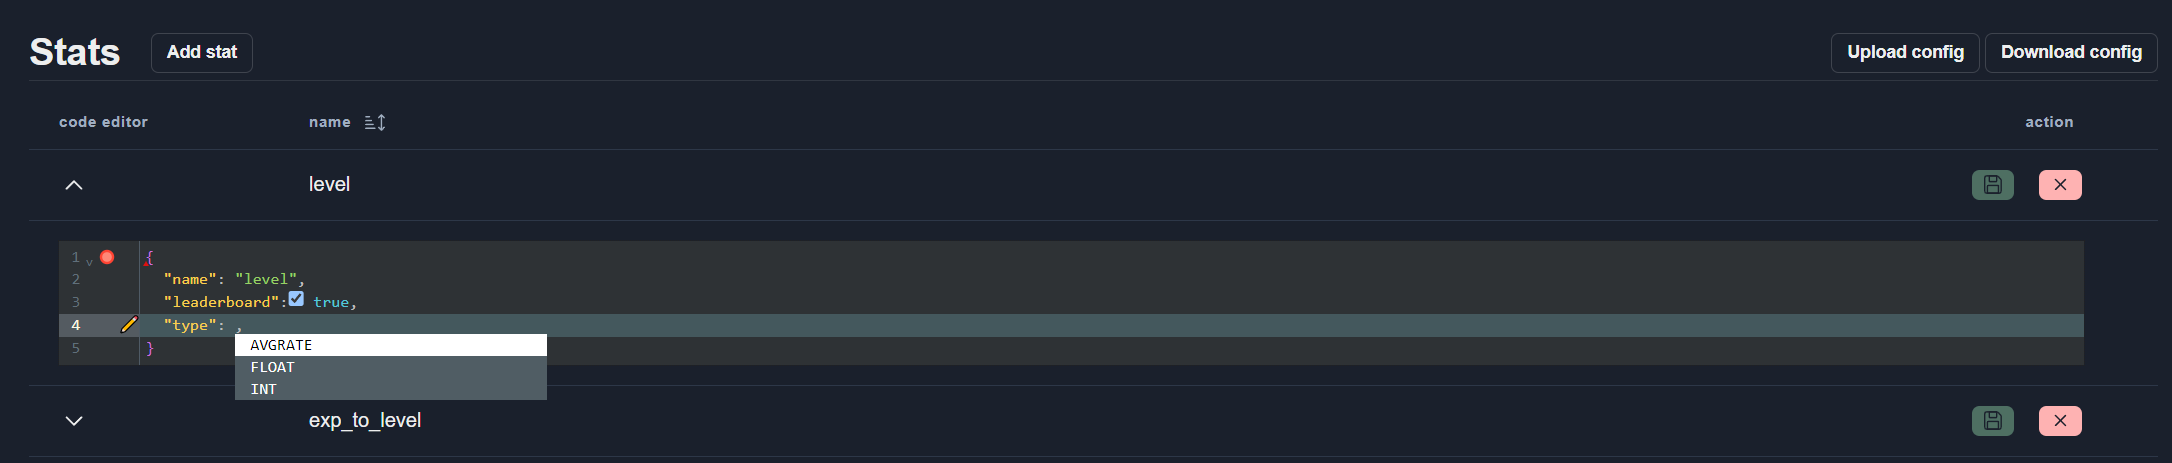 Stats Add stat Upload config Download config
code editor name action
level
1 {
2 "name": "level",
3 "leaderboard": true,
4 "type": ,
AVGRATE
5 }
FLOAT
INT
exp_to_level